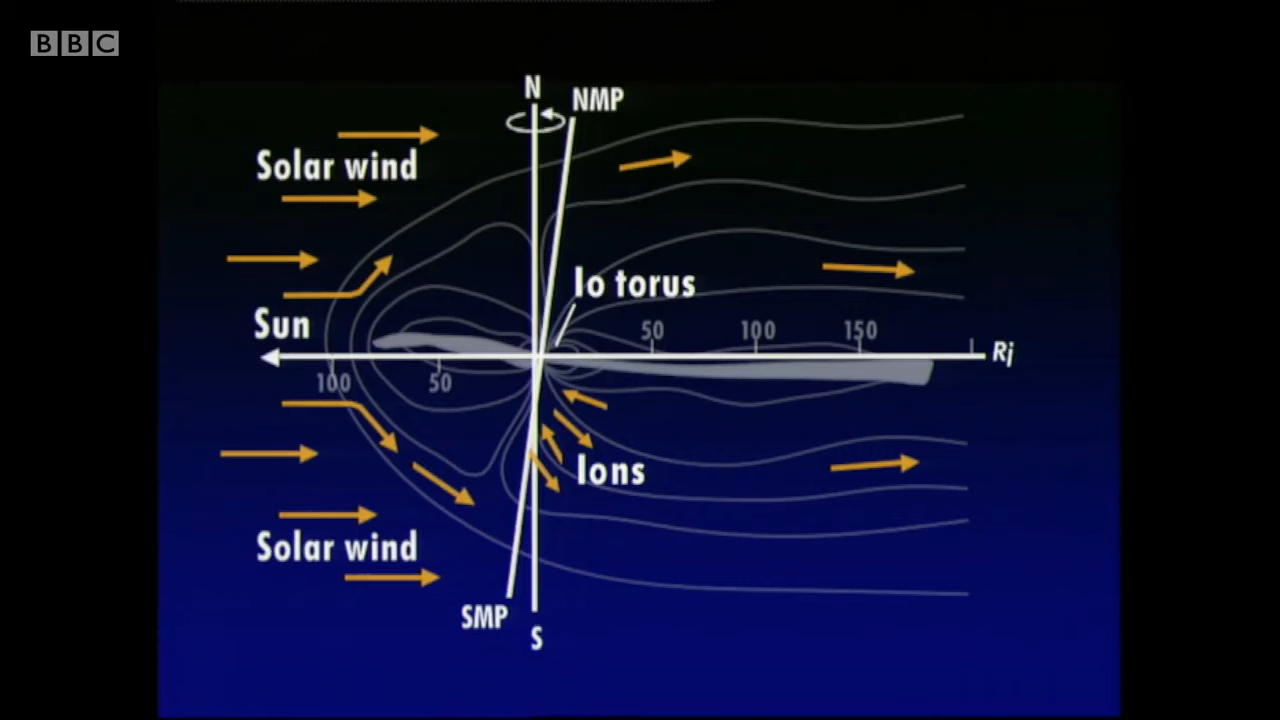 BBC
N
NMP
Solar wind
Io torus
Sun
50
100
150
Rj
100
50
Ions
Solar wind
SMP
S